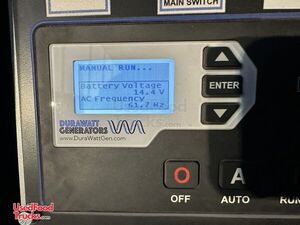 MAIN SWITCH
MANUAL RUN...
Battery Voltage
14.4 V
AC Frequency
61.7 Hz
ENTER
DURAWATT
GENERATORS
www.DuraWattGen.com
O
A
OFF
AUTO
RUN
UsedFood
Trucks.com